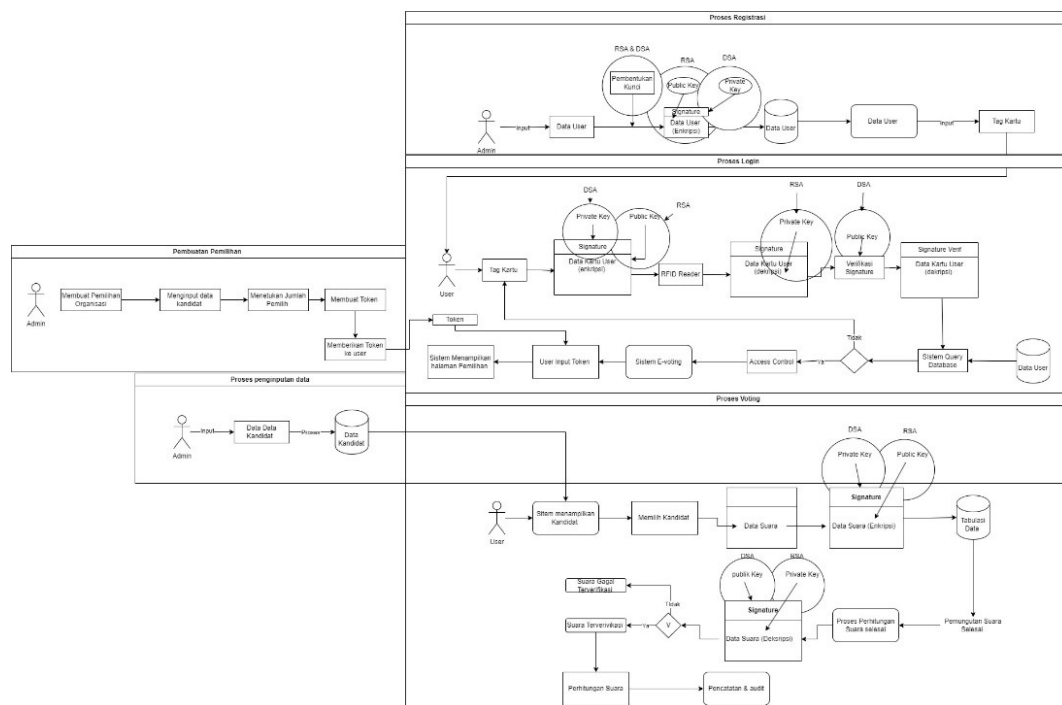 Proses Registrasi
RSA & DSA
RSA
DSA
Pembentukan
Kunci
Public Key
Private
Key
Signature
Admin
Input
Data User
Data User
(Enkripsi)
Data User
Data User
Input
Tag Kartu
Proses Login
DSA
RSA
RSA
DSA
Private Key
Public Key
Private Key
Public Key
Signature
Data Kartu User
(enkripsi)
Signature
Data Kartu User
(dekripsi)
Signature Verif
Data Kartu User
(dekripsi)
User
Tag Kartu
RFID Reader
Verifikasi
Signature
Token
Tidak
Sistem Menampilkan
halaman Pemilihan
User Input Token
Sistem E-voting
Access Control
Ya
Sistem Query
Database
Data User
Pembuatan Pemilihan
Admin
Membuat Pemilihan
Organisasi
Menginput data
kandidat
Menetukan Jumlah
Pemilih
Membuat Token
Memberikan Token
ke user
Proses penginputan data
Admin
Input
Data Data
Kandidat
Proses
Data
Kandidat
Proses Voting
DSA
RSA
Private Key
Public Key
Signature
User
Sitem menampilkan
Kandidat
Memilih Kandidat
Data Suara
Data Suara (Enkripsi)
Tabulasi
Data
DSA
RSA
publik Key
Private Key
Signature
Suara Gagal
Terverifikasi
Tidak
Suara Terverivikasi
Ya
V
Data Suara (Deksripsi)
Proses Perhitungan
Suara selesai
Pemungutan Suara
Selesai
Perhitungan Suara
Pencatatan & audit